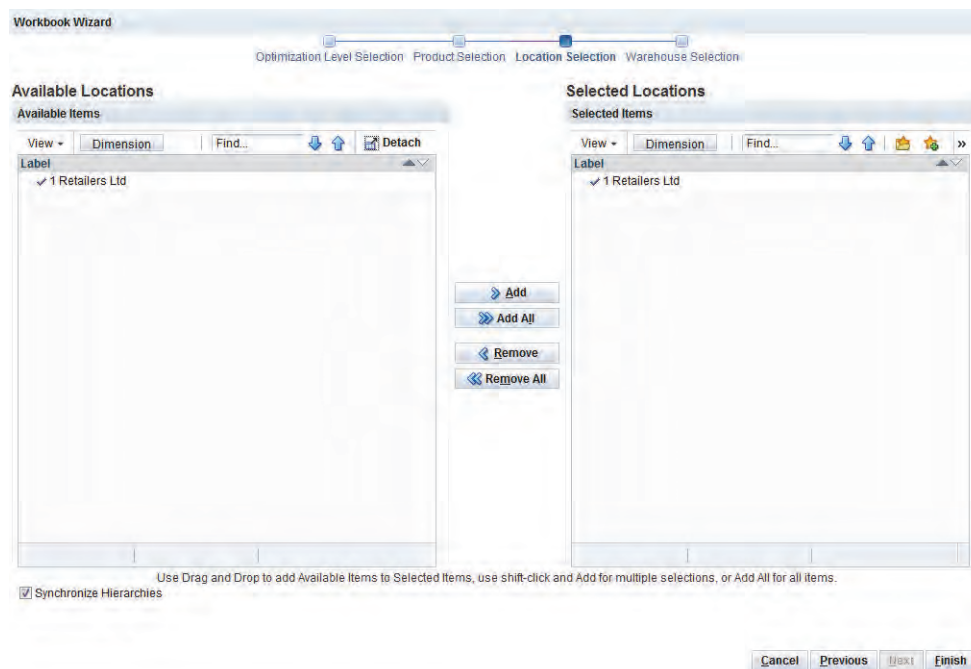 Workbook Wizard
Optimization Level Selection Product Selection Location Selection Warehouse Selection
Available Locations
Available Items
View Dimension Find... Detach
Label
1 Retailers Ltd
Add
Add All
Remove
Remove All
Selected Locations
Selected Items
View Dimension Find... »
Label
1 Retailers Ltd
Use Drag and Drop to add Available Items to Selected Items, use shift-click and Add for multiple selections, or Add All for all items.
Synchronize Hierarchies
Cancel Previous Next Finish